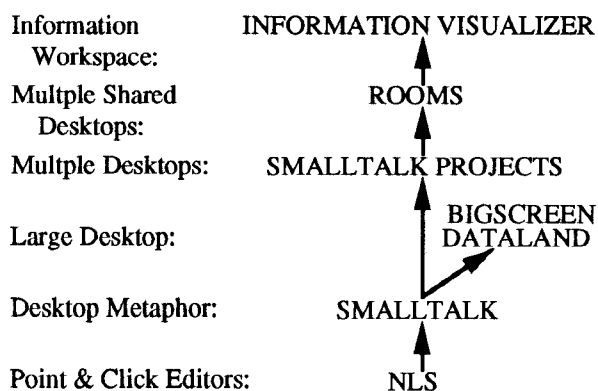 Information INFORMATION VISUALIZER
Workspace:
Multple Shared ROOMS
Desktops:
Multple Desktops: SMALLTALK PROJECTS
BIGSCREEN
Large Desktop: DATALAND
Desktop Metaphor: SMALLTALK
Point & Click Editors: NLS